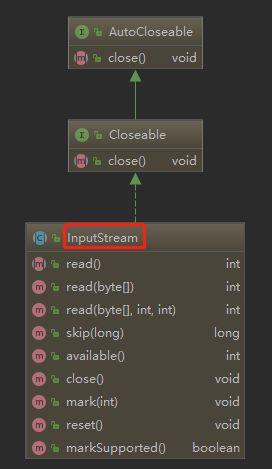 I AutoCloseable
m close() void
I Closeable
m close() void
C InputStream
m read() int
m read(byte[]) int
m read(byte[], int, int) int
m skip(long) long
m available() int
m close() void
m mark(int) void
m reset() void
m markSupported() boolean